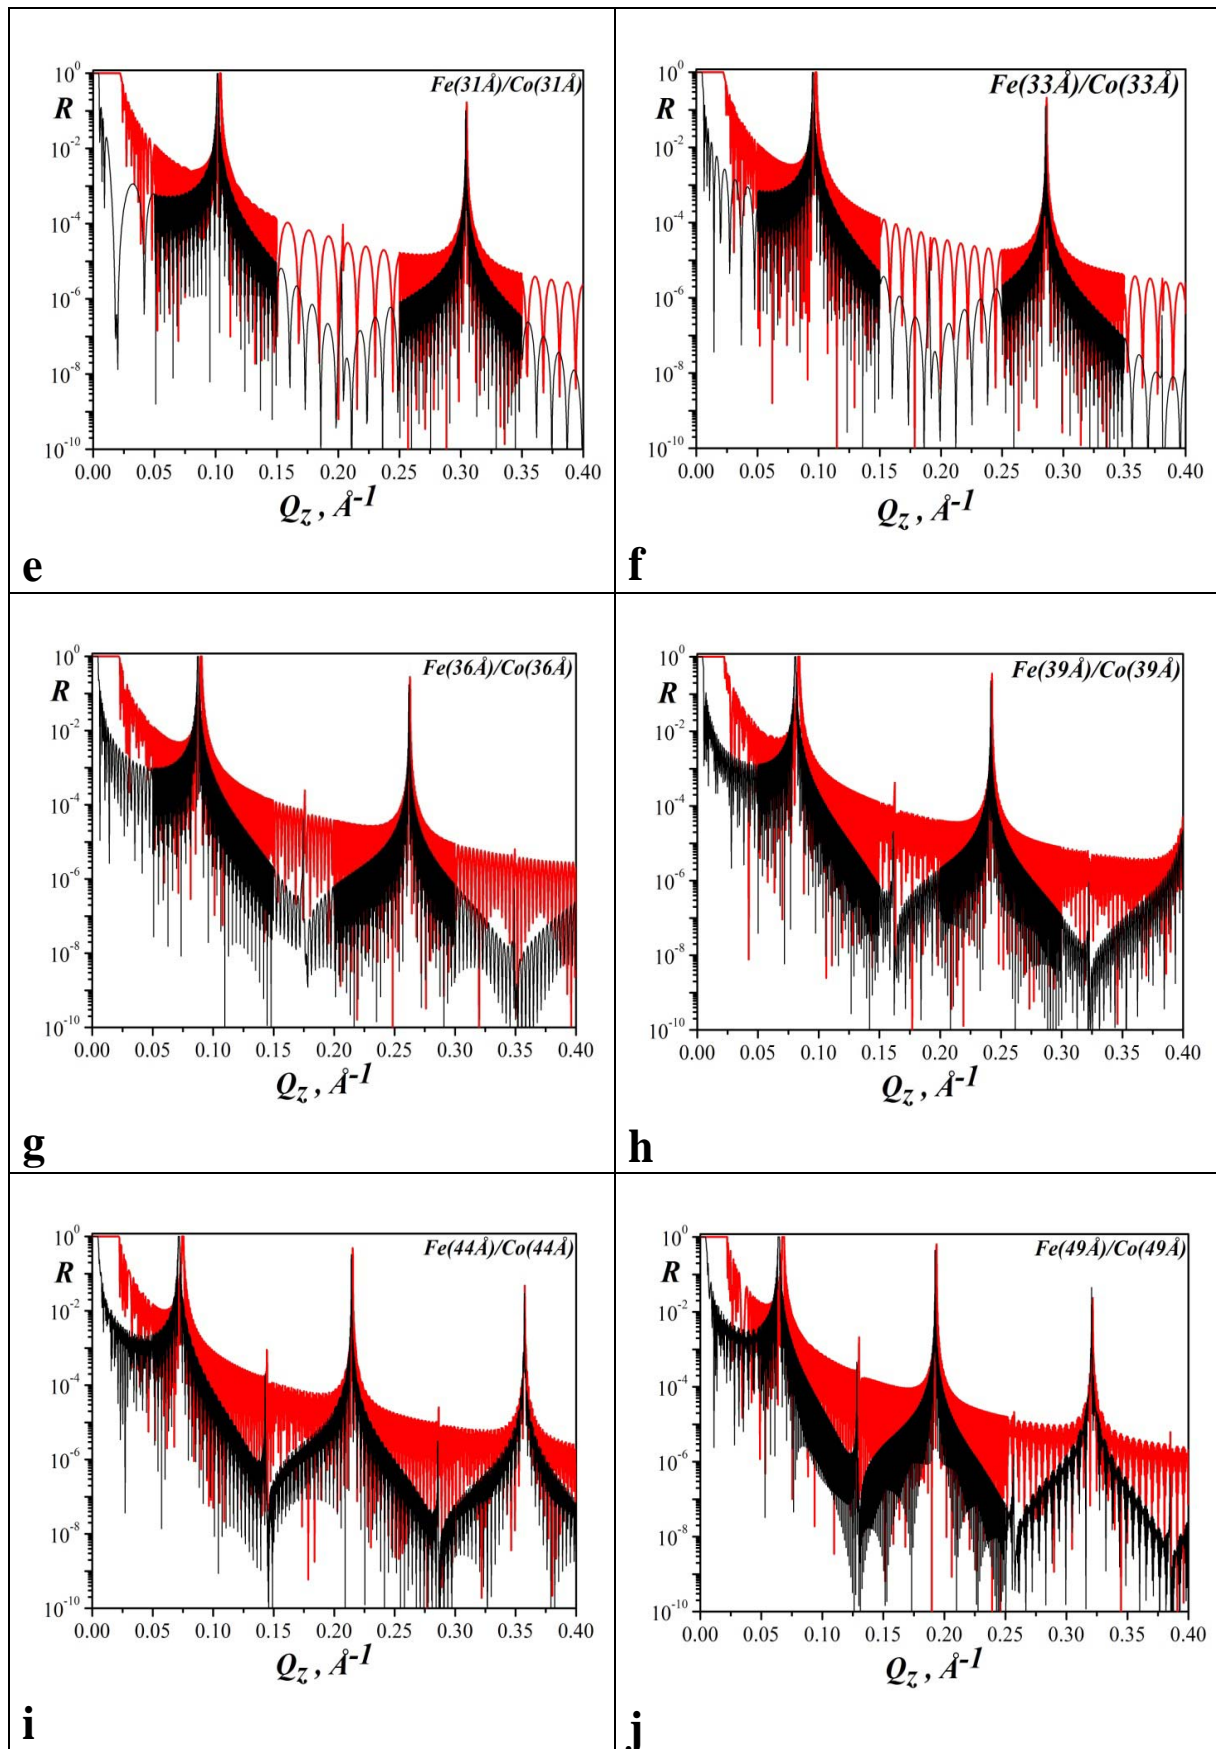 Fe(31Å)/Co(31Å)
R
10^0
10^-2
10^-4
10^-6
10^-8
10^-10
0.00 0.05 0.10 0.15 0.20 0.25 0.30 0.35 0.40
Q_z , Å^-1
e
Fe(33Å)/Co(33Å)
R
10^0
10^-2
10^-4
10^-6
10^-8
10^-10
0.00 0.05 0.10 0.15 0.20 0.25 0.30 0.35 0.40
Q_z , Å^-1
f
Fe(36Å)/Co(36Å)
R
10^0
10^-2
10^-4
10^-6
10^-8
10^-10
0.00 0.05 0.10 0.15 0.20 0.25 0.30 0.35 0.40
Q_z , Å^-1
g
Fe(39Å)/Co(39Å)
R
10^0
10^-2
10^-4
10^-6
10^-8
10^-10
0.00 0.05 0.10 0.15 0.20 0.25 0.30 0.35 0.40
Q_z , Å^-1
h
Fe(44Å)/Co(44Å)
R
10^0
10^-2
10^-4
10^-6
10^-8
10^-10
0.00 0.05 0.10 0.15 0.20 0.25 0.30 0.35 0.40
Q_z , Å^-1
i
Fe(49Å)/Co(49Å)
R
10^0
10^-2
10^-4
10^-6
10^-8
10^-10
0.00 0.05 0.10 0.15 0.20 0.25 0.30 0.35 0.40
Q_z , Å^-1
j